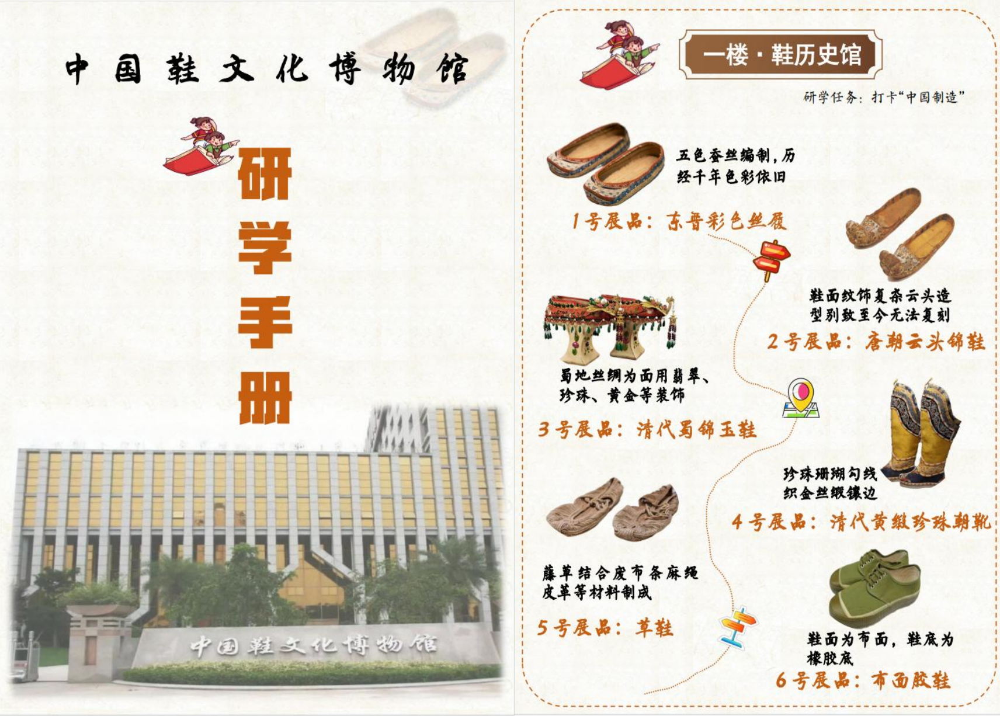 中国鞋文化博物馆
研
学
手
册
中国鞋文化博物馆
一楼·鞋历史馆
研学任务：打卡“中国制造”
五色蚕丝编制，历
经千年色彩依旧
1号展品：东晋彩色丝履
鞋面纹饰复杂云头造
型别致至今无法复刻
2号展品：唐朝云头锦鞋
蜀地丝绸为面用翡翠、
珍珠、黄金等装饰
3号展品：清代蜀锦玉鞋
珍珠珊瑚勾线
织金丝缎镶边
4号展品：清代黄缎珍珠朝靴
藤草结合废布条麻绳
皮革等材料制成
5号展品：草鞋
鞋面为布面，鞋底为
橡胶底
6号展品：布面胶鞋